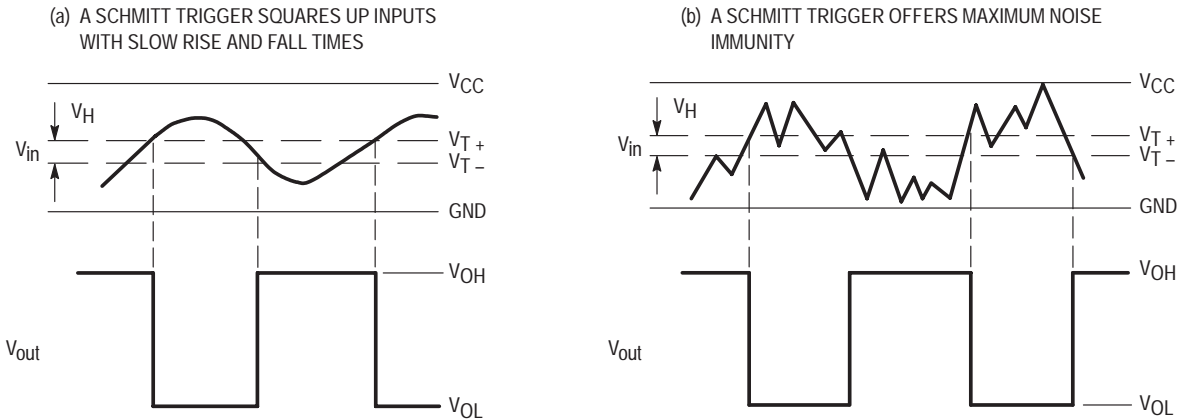 (a) A SCHMITT TRIGGER SQUARES UP INPUTS
WITH SLOW RISE AND FALL TIMES
VCC
VH
Vin
VT+
VT−
GND
VOH
Vout
VOL
(b) A SCHMITT TRIGGER OFFERS MAXIMUM NOISE
IMMUNITY
VCC
VH
Vin
VT+
VT−
GND
VOH
Vout
VOL